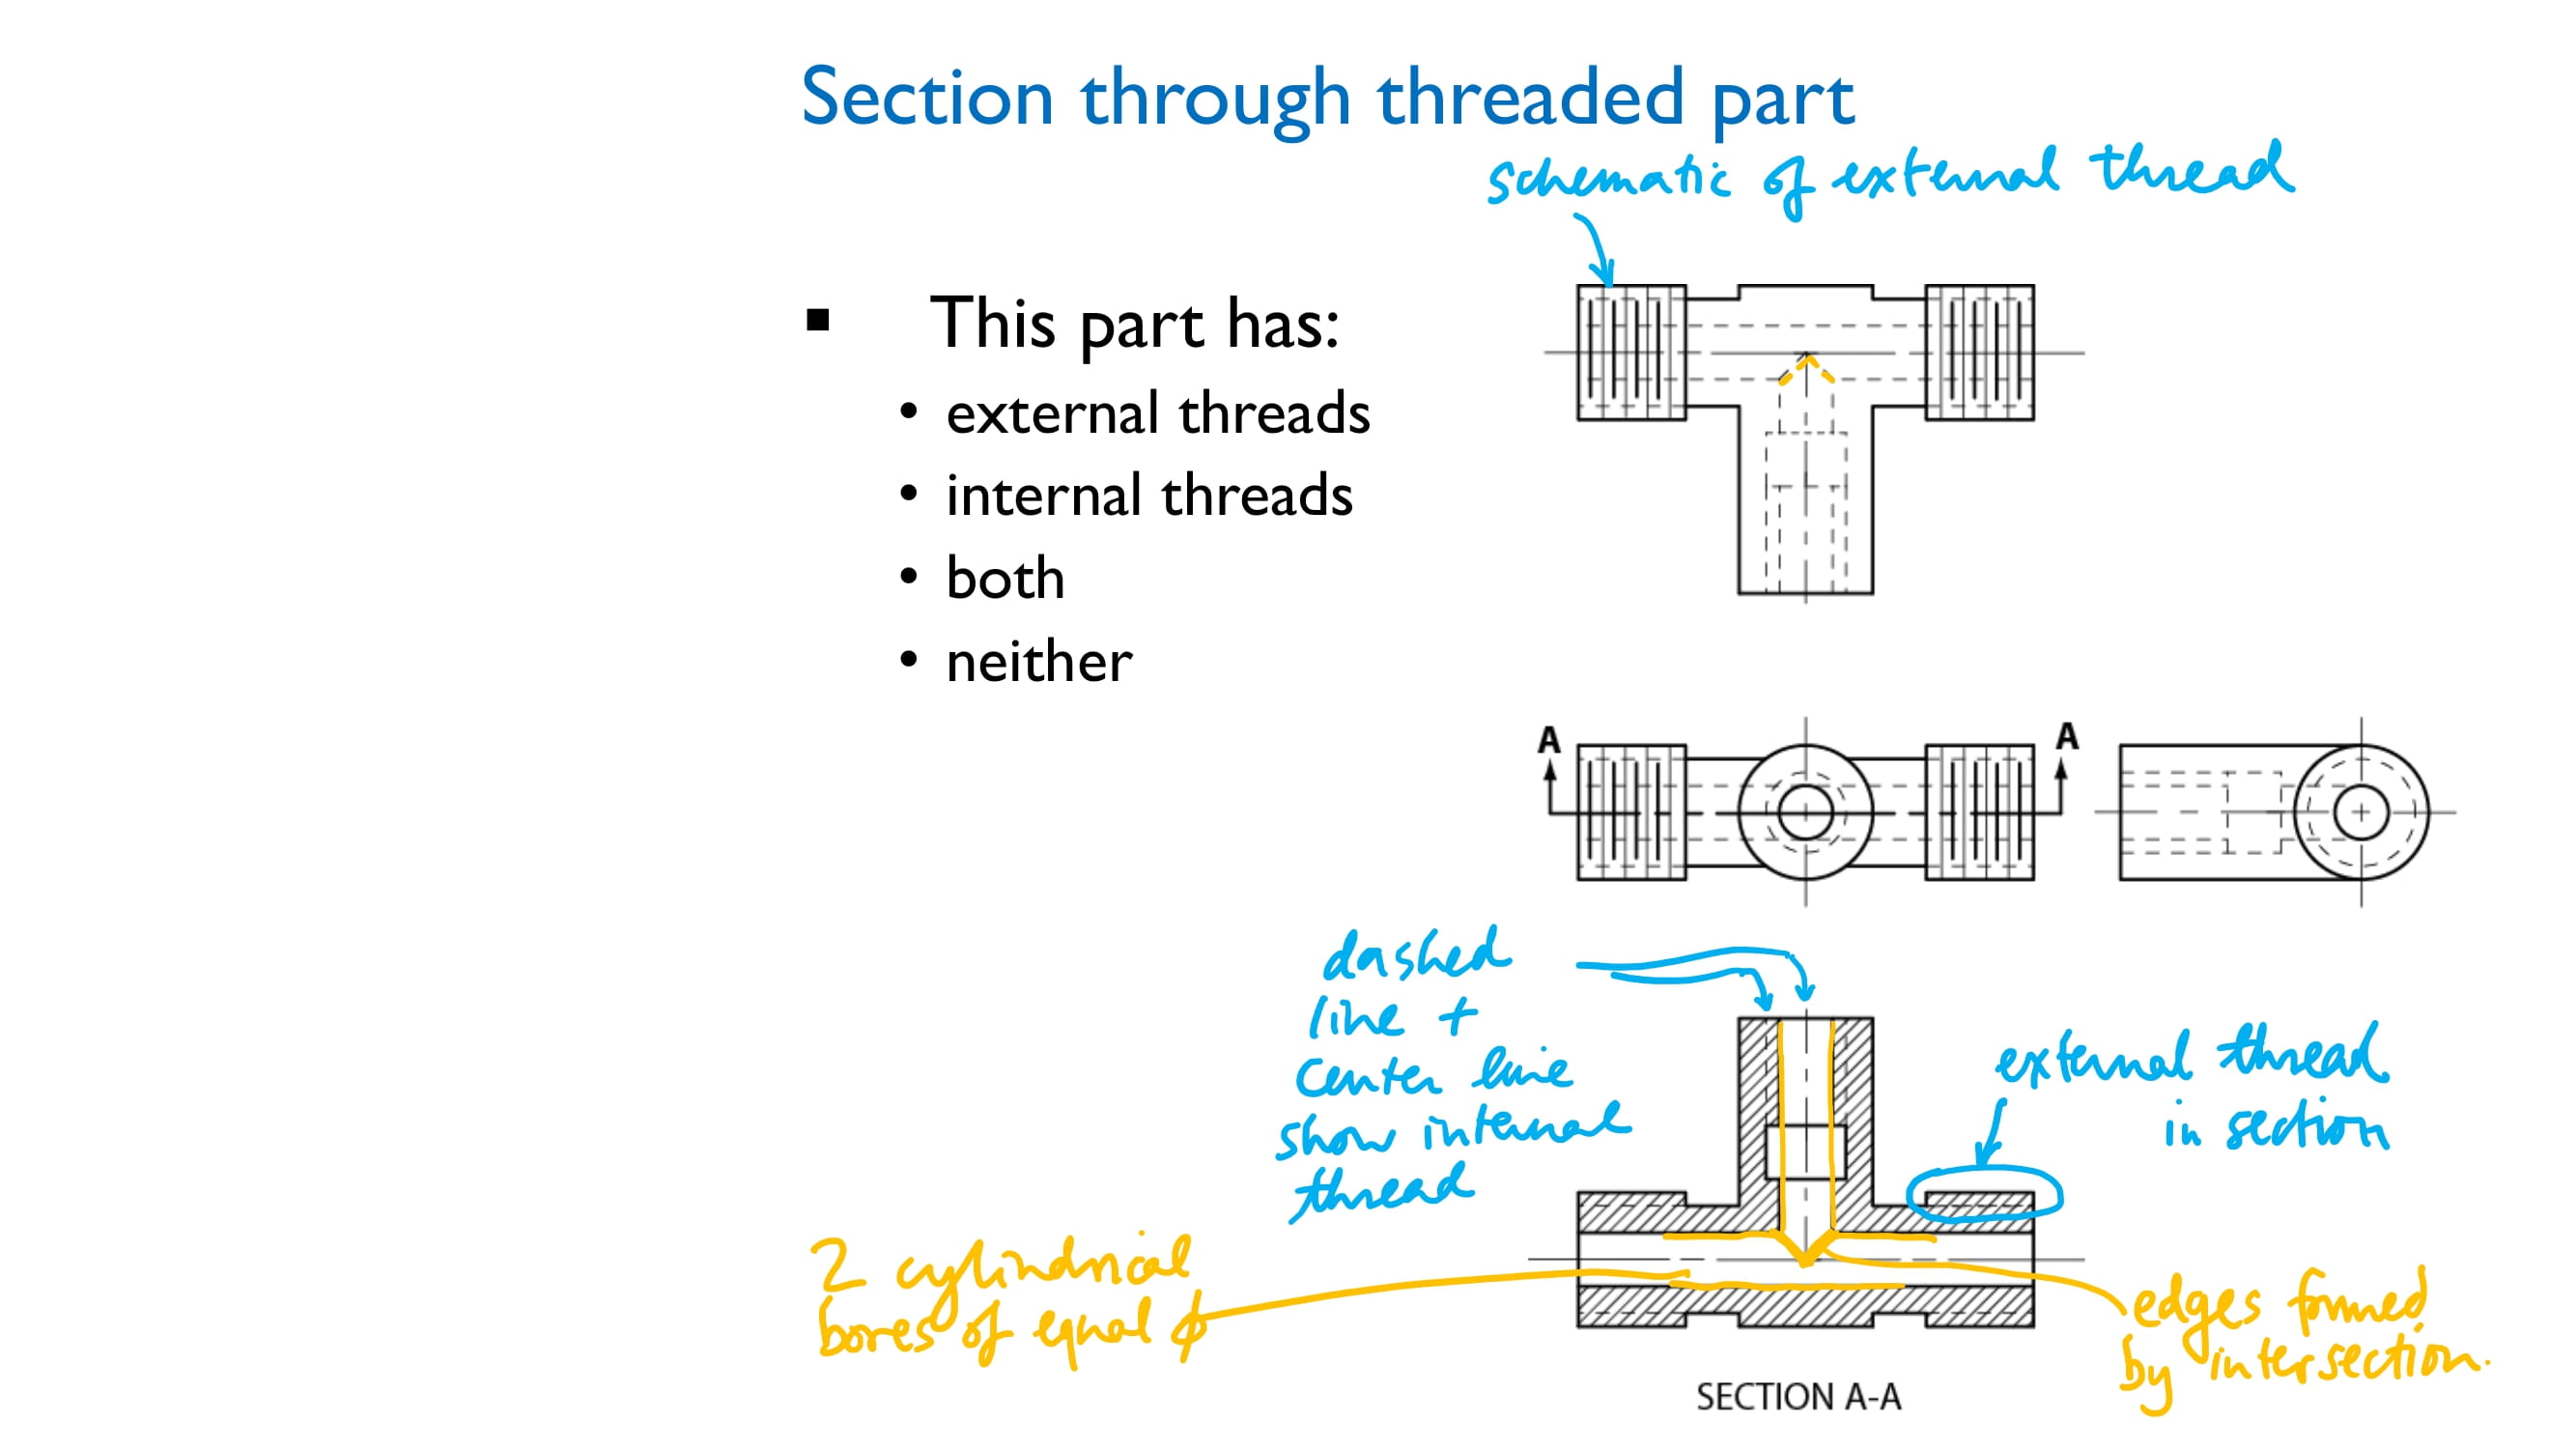 Section through threaded part
schematic of external thread
▪ This part has:
• external threads
• internal threads
• both
• neither
A
A
dashed
line +
center line
show internal
thread
external thread
in section
2 cylindrical
bores of equal ϕ
edges formed
by intersection.
SECTION A-A